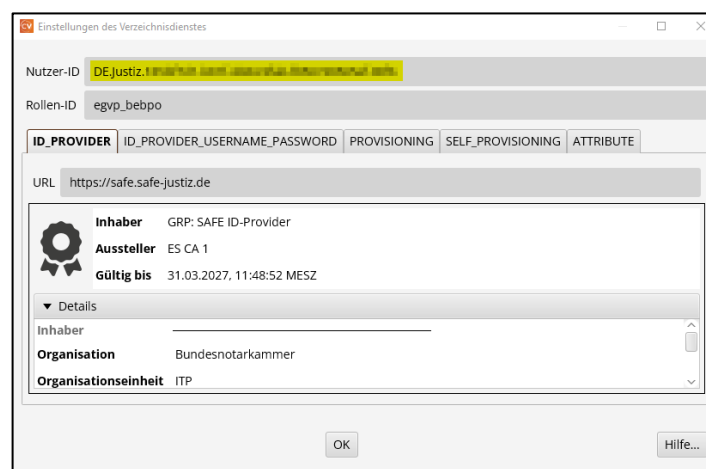 CV Einstellungen des Verzeichnisdienstes
Nutzer-ID DE.Justiz.
Rollen-ID egvp_bebpo
ID_PROVIDER ID_PROVIDER_USERNAME_PASSWORD PROVISIONING SELF_PROVISIONING ATTRIBUTE
URL https://safe.safe-justiz.de
Inhaber GRP: SAFE ID-Provider
Aussteller ES CA 1
Gültig bis 31.03.2027, 11:48:52 MESZ
Details
Inhaber
Organisation Bundesnotarkammer
Organisationseinheit ITP
OK Hilfe...